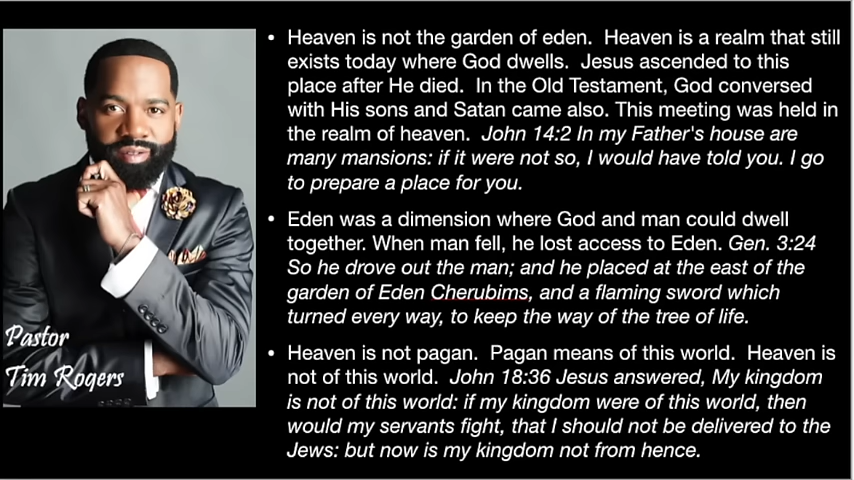 • Heaven is not the garden of eden.  Heaven is a realm that still
exists today where God dwells.  Jesus ascended to this
place after He died.  In the Old Testament, God conversed
with His sons and Satan came also. This meeting was held in
the realm of heaven.  John 14:2 In my Father's house are
many mansions: if it were not so, I would have told you. I go
to prepare a place for you.
• Eden was a dimension where God and man could dwell
together. When man fell, he lost access to Eden. Gen. 3:24
So he drove out the man; and he placed at the east of the
garden of Eden Cherubims, and a flaming sword which
turned every way, to keep the way of the tree of life.
• Heaven is not pagan.  Pagan means of this world.  Heaven is
not of this world.  John 18:36 Jesus answered, My kingdom
is not of this world: if my kingdom were of this world, then
would my servants fight, that I should not be delivered to the
Jews: but now is my kingdom not from hence.
Pastor
Tim Rogers